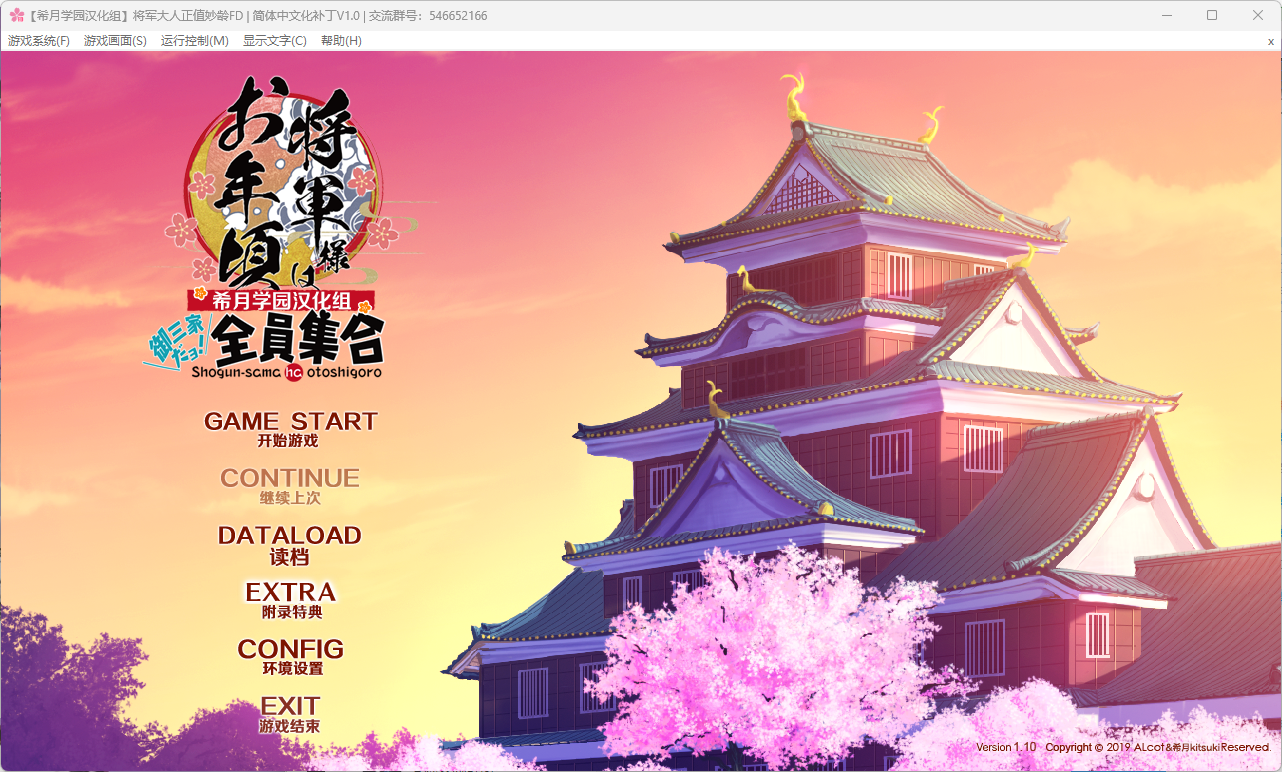 【希月学园汉化组】将军大人正值妙龄FD | 简体中文化补丁V1.0 | 交流群号：546652166
游戏系统(F) 游戏画面(S) 运行控制(M) 显示文字(C) 帮助(H) x
将軍様は
お年頃
希月学园汉化组
御三家だョ!
全員集合
Shogun-sama ha otoshigoro
GAME START
开始游戏
CONTINUE
继续上次
DATALOAD
读档
EXTRA
附录特典
CONFIG
环境设置
EXIT
游戏结束
Version 1.10 Copyright © 2019 ALcot&希月kitsuki Reserved.